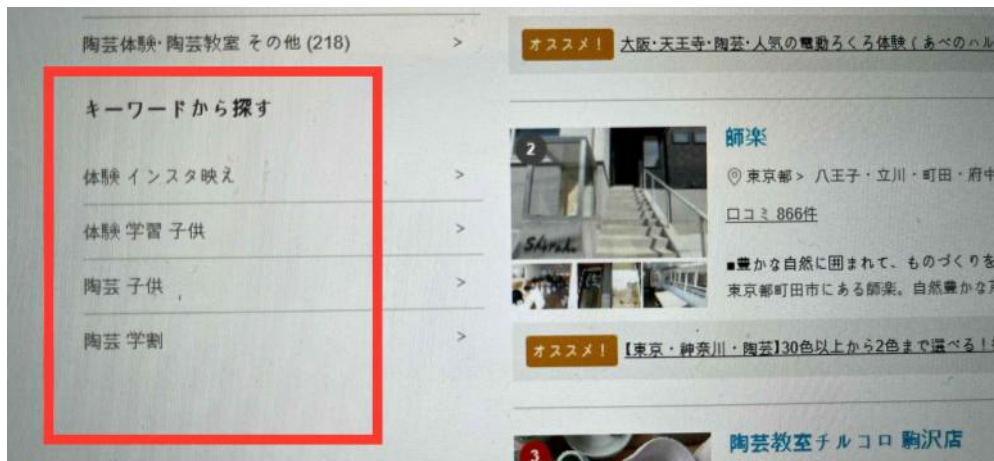 陶芸体験・陶芸教室 その他 (218) >
キーワードから探す
体験 インスタ映え >
体験 学習 子供 >
陶芸 子供 >
陶芸 学割 >
オススメ! 大阪・天王寺・陶芸・人気の電動ろくろ体験(あべのハル
2
師楽
東京都> 八王子・立川・町田・府中
口コミ 866件
■豊かな自然に囲まれて、ものづくりを
東京都町田市にある師楽。自然豊かな
オススメ! 【東京・神奈川・陶芸】30色以上から2色まで選べる!
3
陶芸教室チルコロ 駒沢店